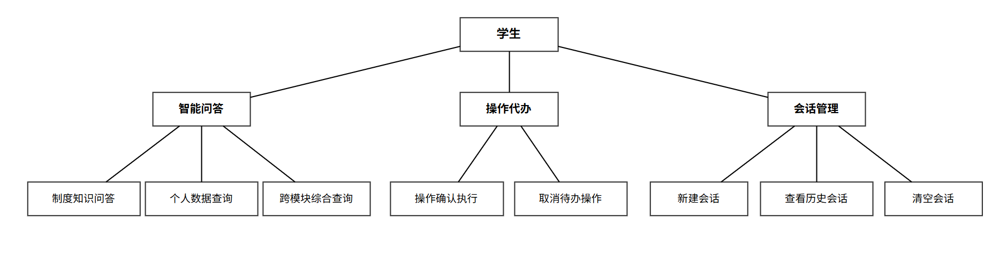 学生
智能问答
操作代办
会话管理
制度知识问答
个人数据查询
跨模块综合查询
操作确认执行
取消待办操作
新建会话
查看历史会话
清空会话